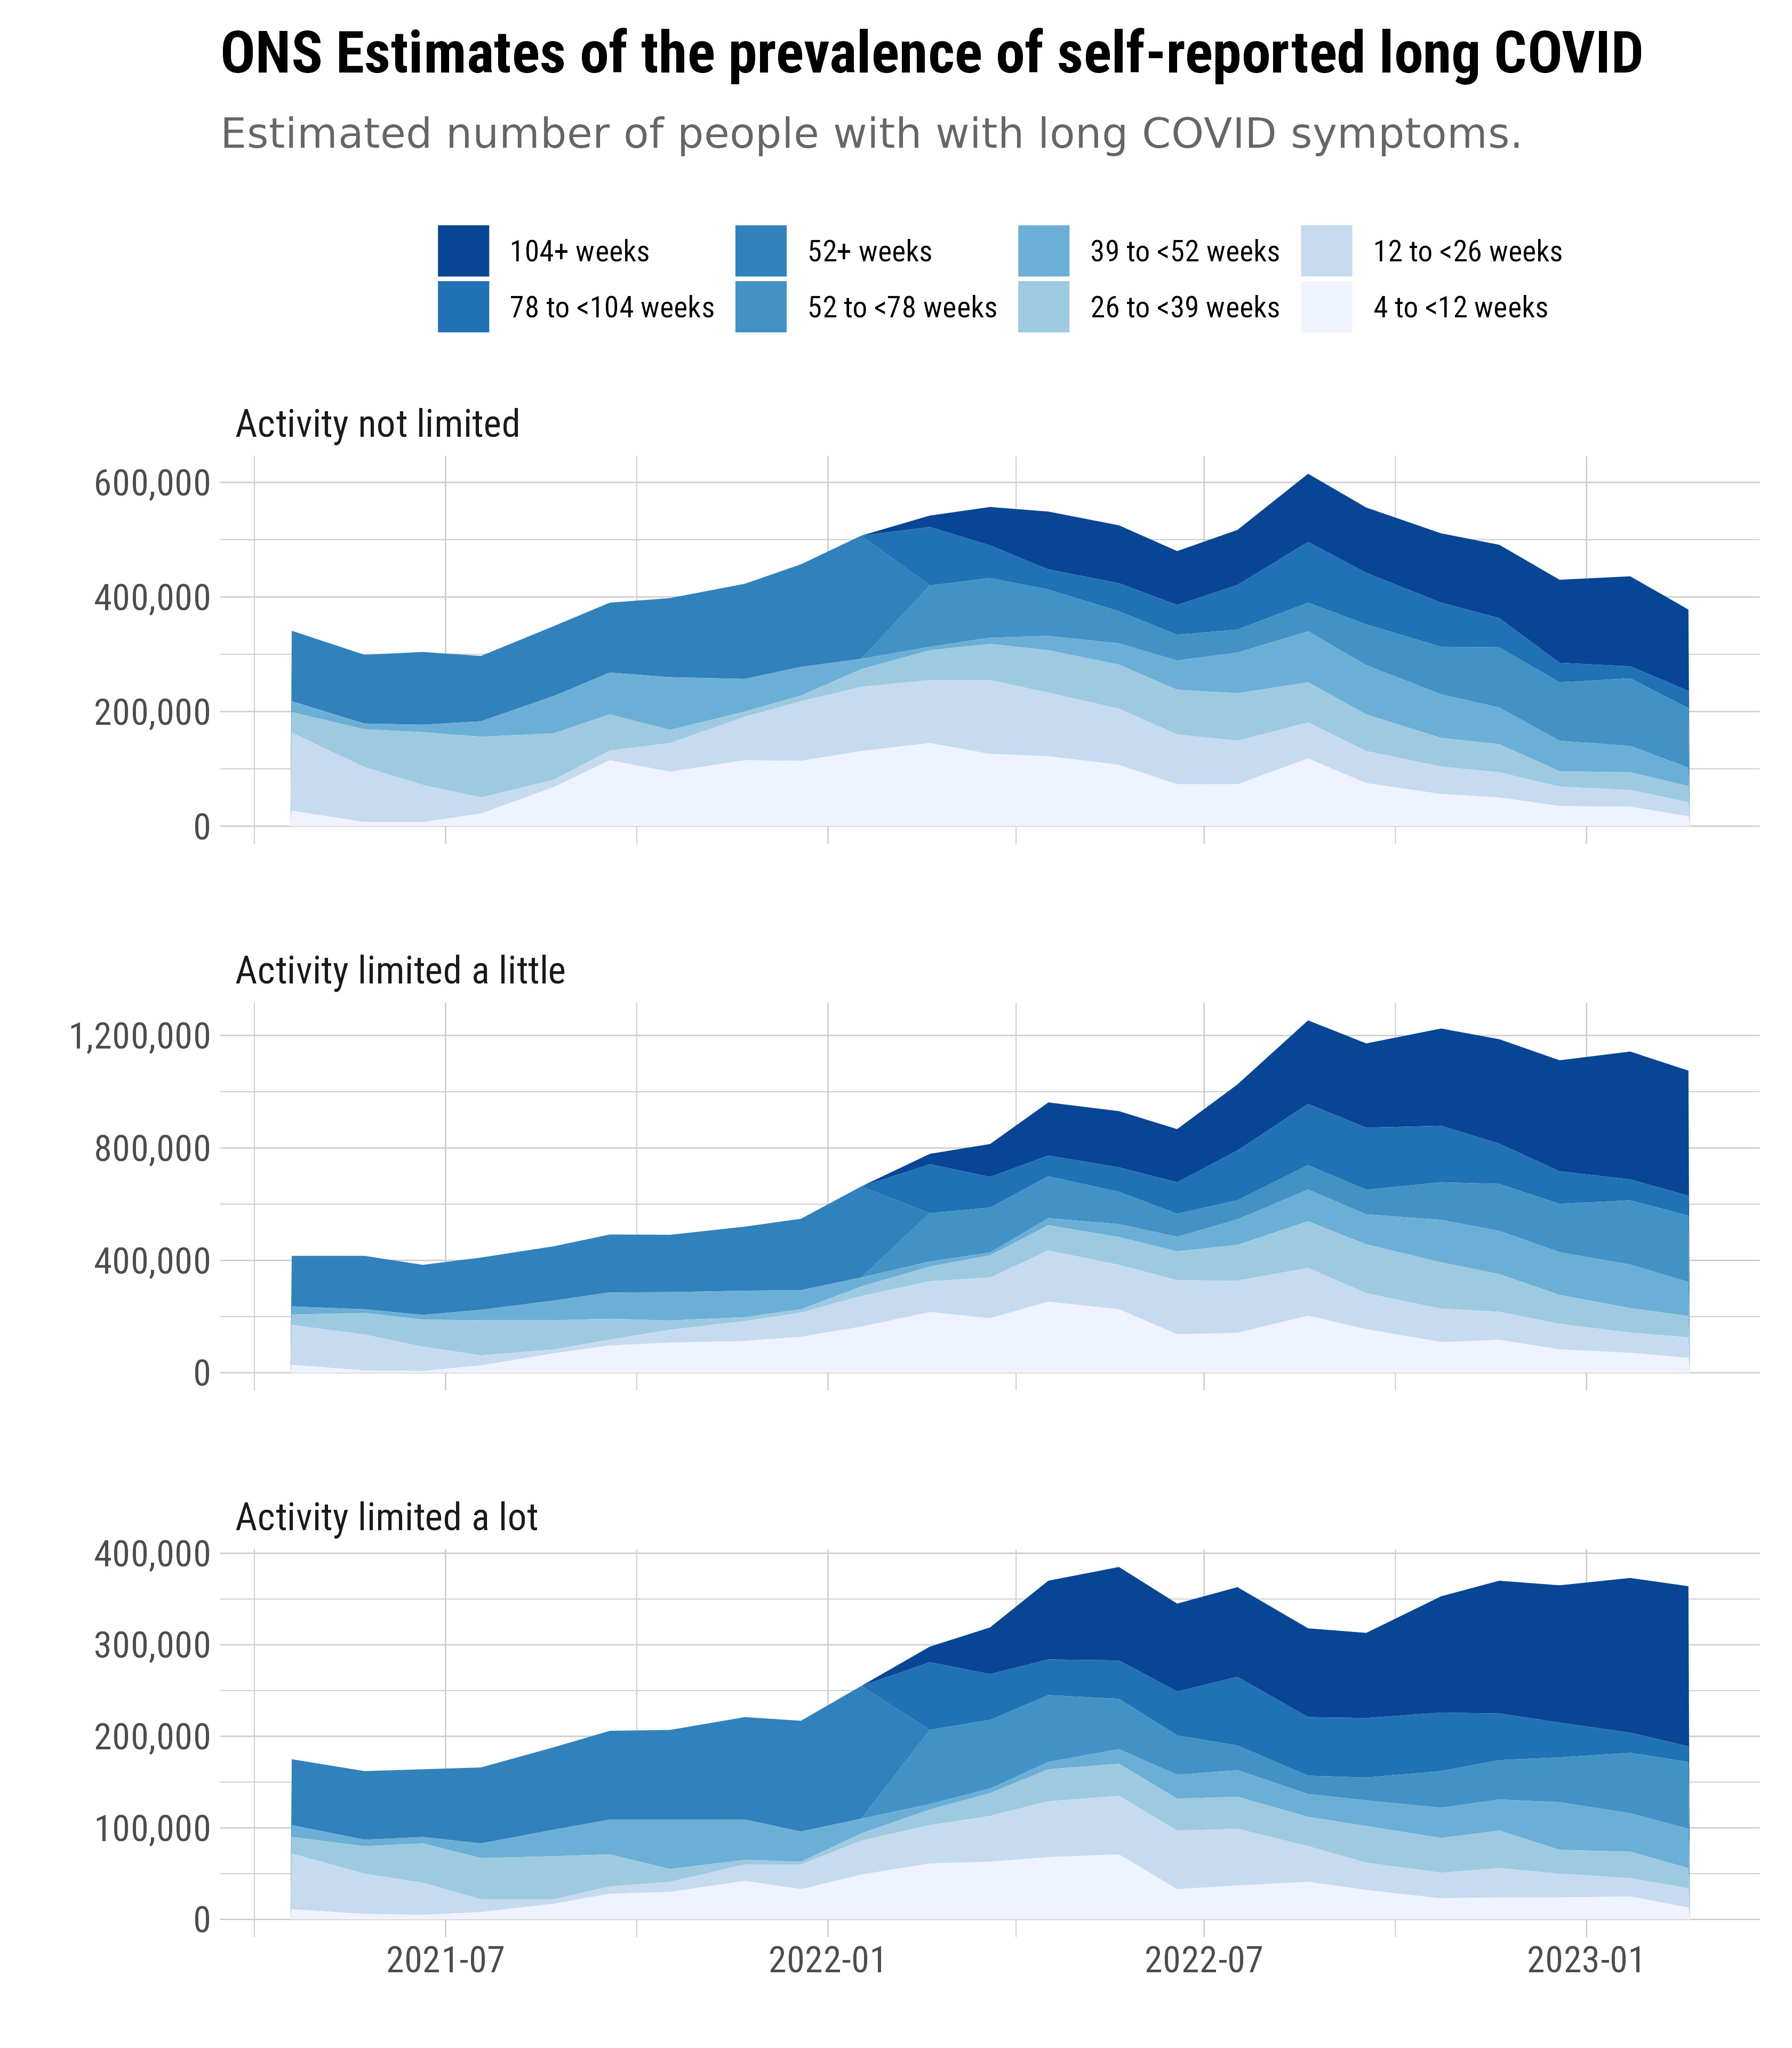 ONS Estimates of the prevalence of self-reported long COVID
Estimated number of people with with long COVID symptoms.
104+ weeks 52+ weeks 39 to <52 weeks 12 to <26 weeks
78 to <104 weeks 52 to <78 weeks 26 to <39 weeks 4 to <12 weeks
Activity not limited
600,000
400,000
200,000
0
Activity limited a little
1,200,000
800,000
400,000
0
Activity limited a lot
400,000
300,000
200,000
100,000
0
2021-07 2022-01 2022-07 2023-01